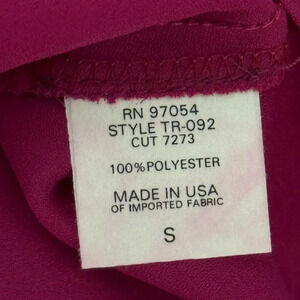 RN 97054
STYLE TR-092
CUT 7273
100% POLYESTER
MADE IN USA
OF IMPORTED FABRIC
S